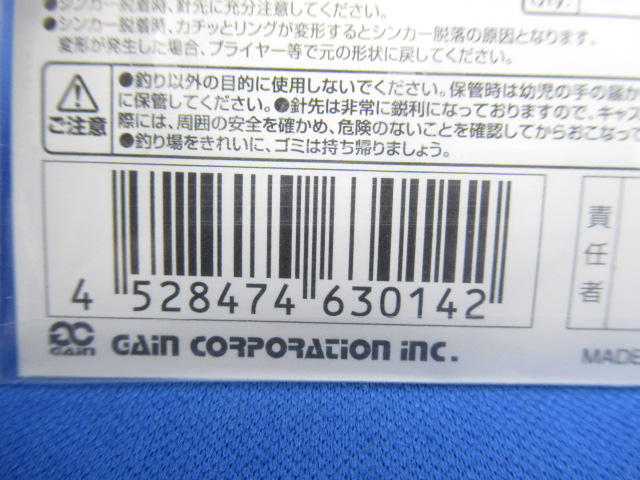 ●シンカー脱着時、針先に充分注意してください。
●シンカー脱着時、カチッとリングが変形するとシンカー脱落の原因となります。
変形が発生した場合、プライヤー等で元の形状に戻してください。
ご注意
●釣り以外の目的に使用しないでください。保管時は幼児の手の届か
に保管してください。●針先は非常に鋭利になっておりますので、キャス
際には、周囲の安全を確かめ、危険のないことを確認してからおこなって
●釣り場をきれいに、ゴミは持ち帰りましょう。
4 528474 630142
GAIN
GAIN CORPORATION INC.
責任者
MADE